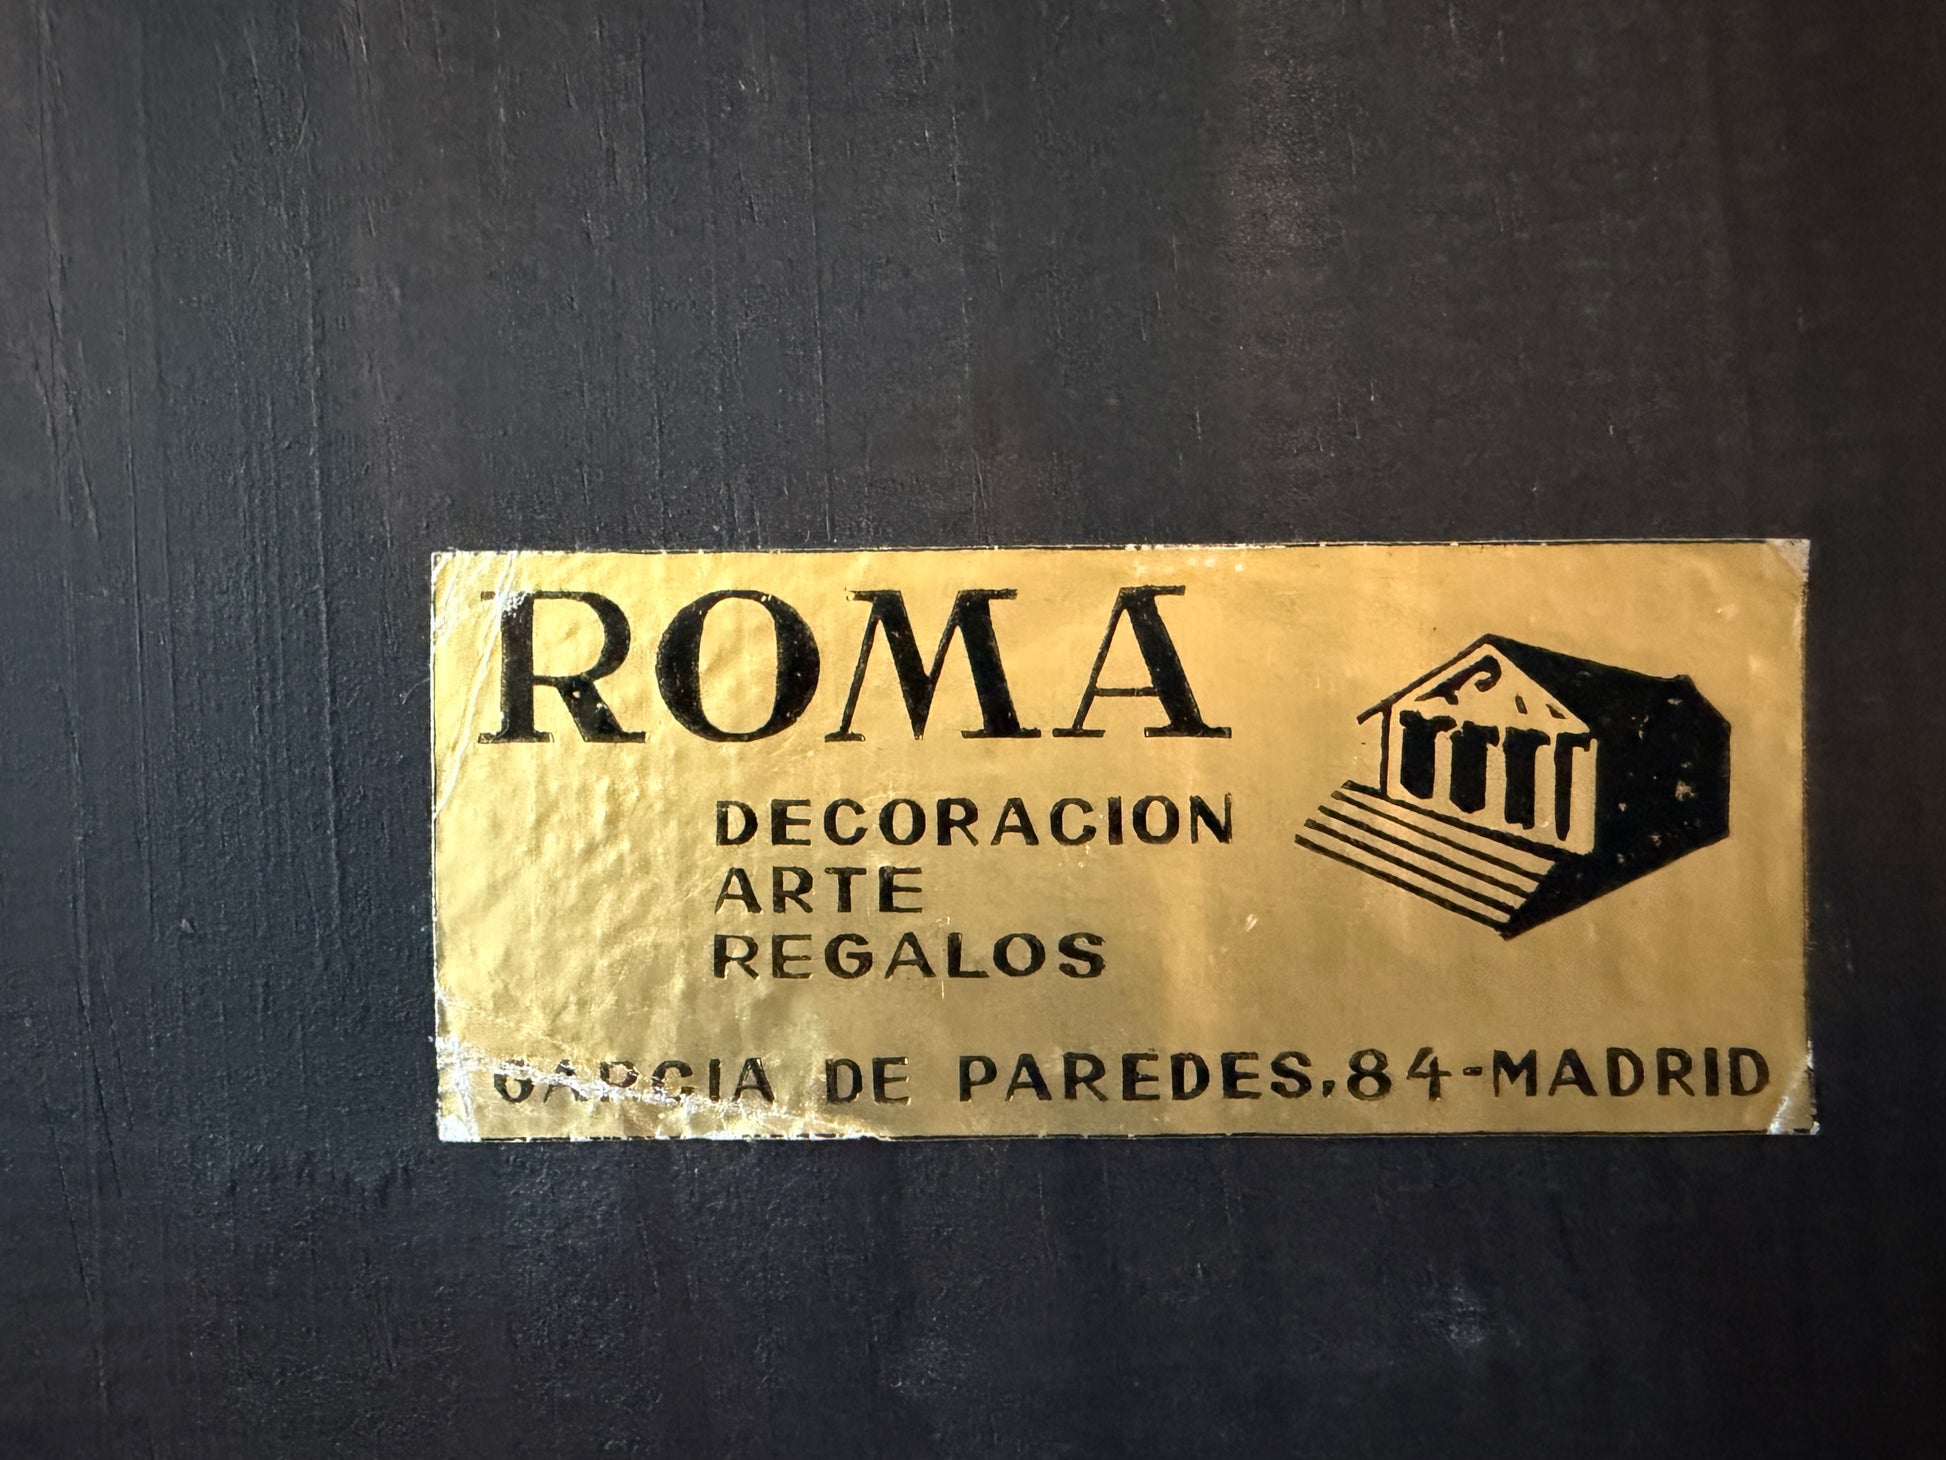 ROMA
DECORACION
ARTE
REGALOS
GARCIA DE PAREDES, 84-MADRID